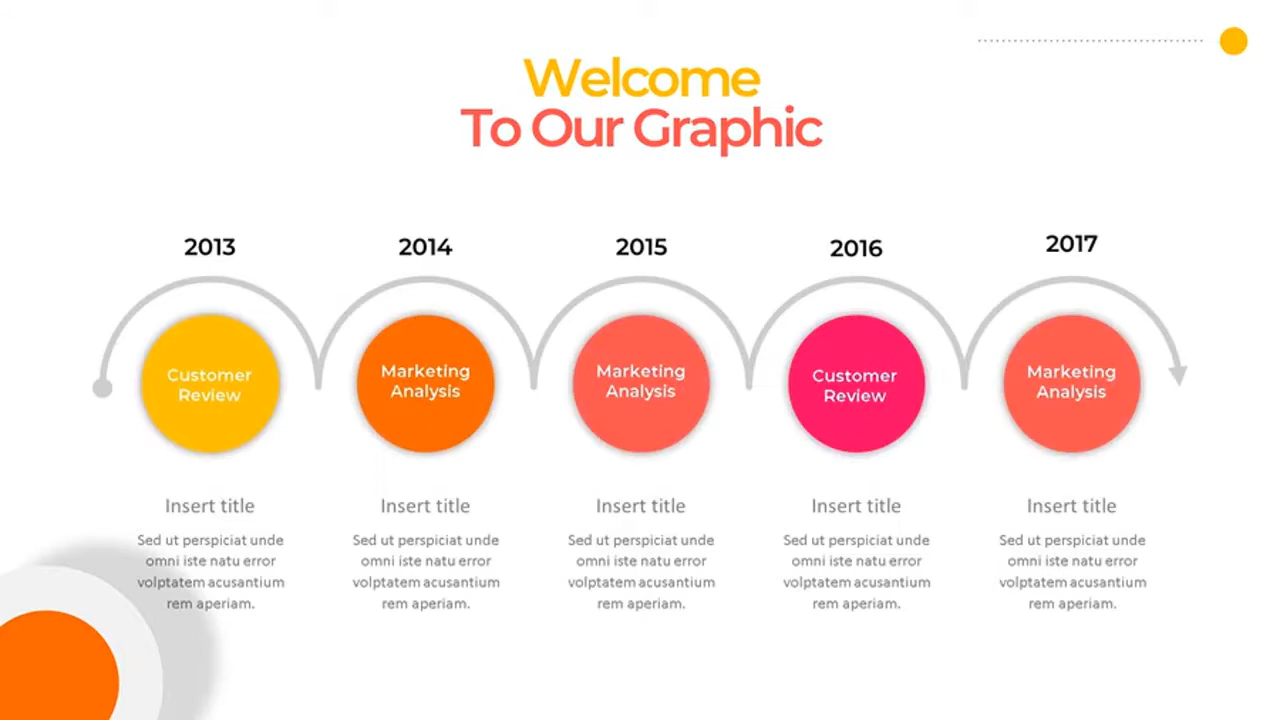 Welcome
To Our Graphic
2013
2014
2015
2016
2017
Customer
Review
Marketing
Analysis
Marketing
Analysis
Customer
Review
Marketing
Analysis
Insert title
Sed ut perspiciat unde
omni iste natu error
volptatem acusantium
rem aperiam.
Insert title
Sed ut perspiciat unde
omni iste natu error
volptatem acusantium
rem aperiam.
Insert title
Sed ut perspiciat unde
omni iste natu error
volptatem acusantium
rem aperiam.
Insert title
Sed ut perspiciat unde
omni iste natu error
volptatem acusantium
rem aperiam.
Insert title
Sed ut perspiciat unde
omni iste natu error
volptatem acusantium
rem aperiam.